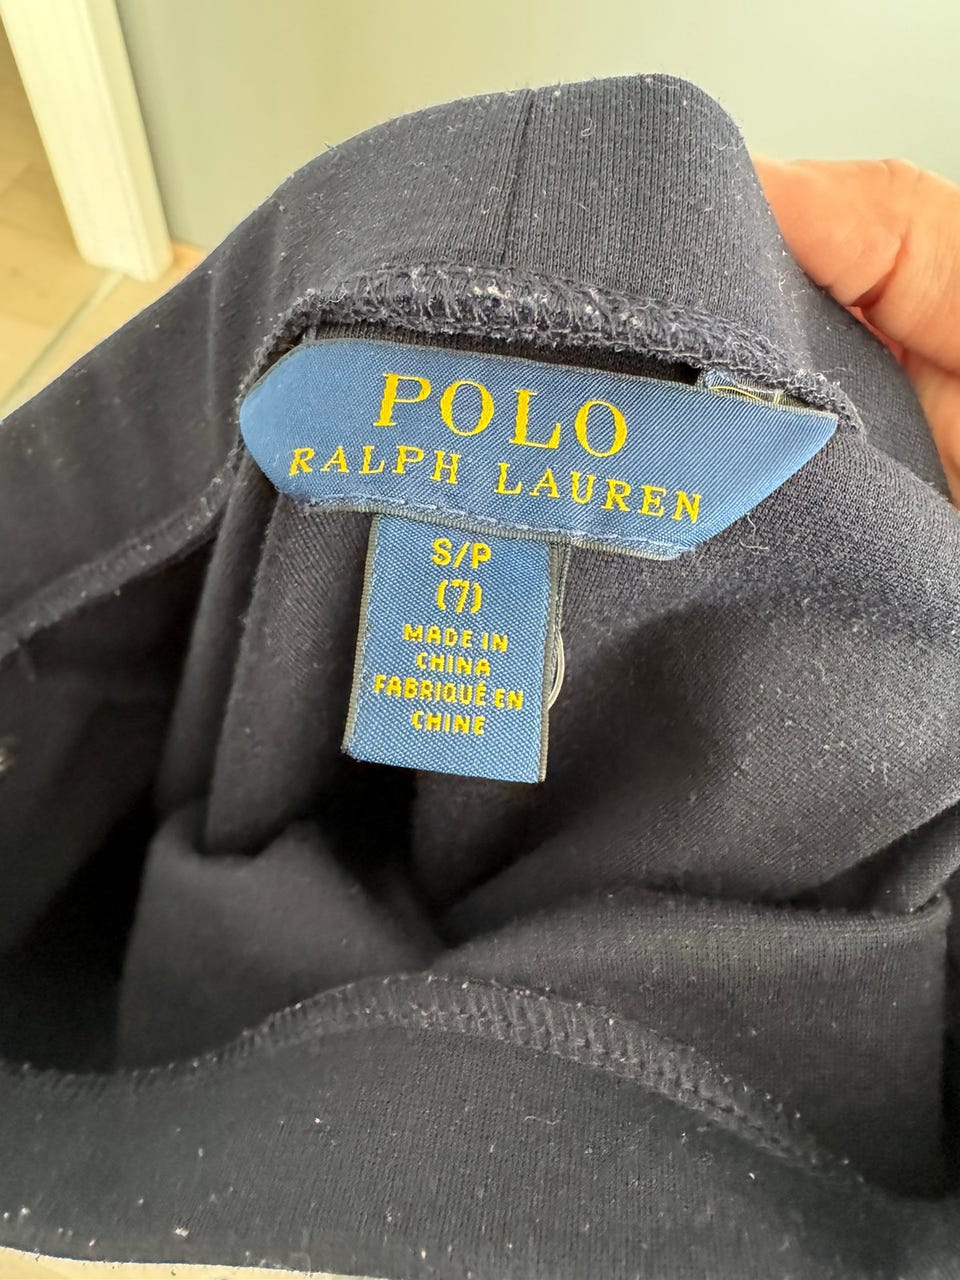 POLO
RALPH LAUREN
S/P
(7)
MADE IN
CHINA
FABRIQUÉ EN
CHINE